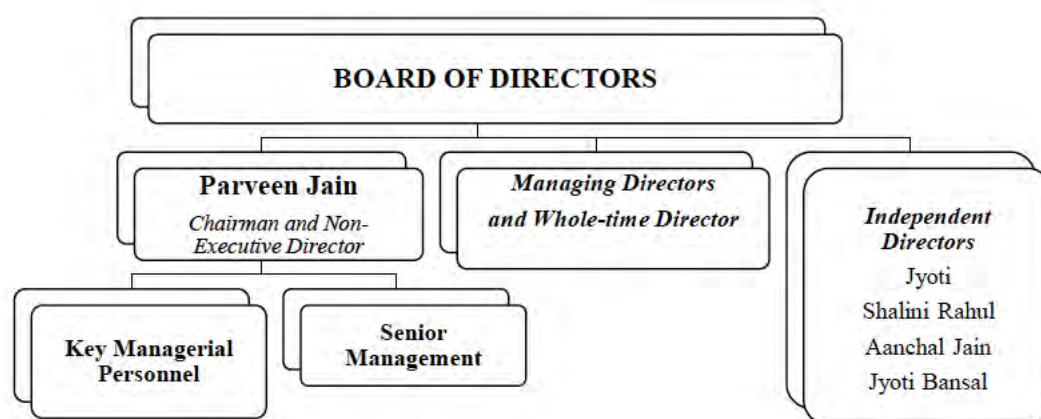 BOARD OF DIRECTORS
Parveen Jain
Chairman and Non-
Executive Director
Managing Directors
and Whole-time Director
Independent
Directors
Jyoti
Shalini Rahul
Aanchal Jain
Jyoti Bansal
Key Managerial
Personnel
Senior
Management